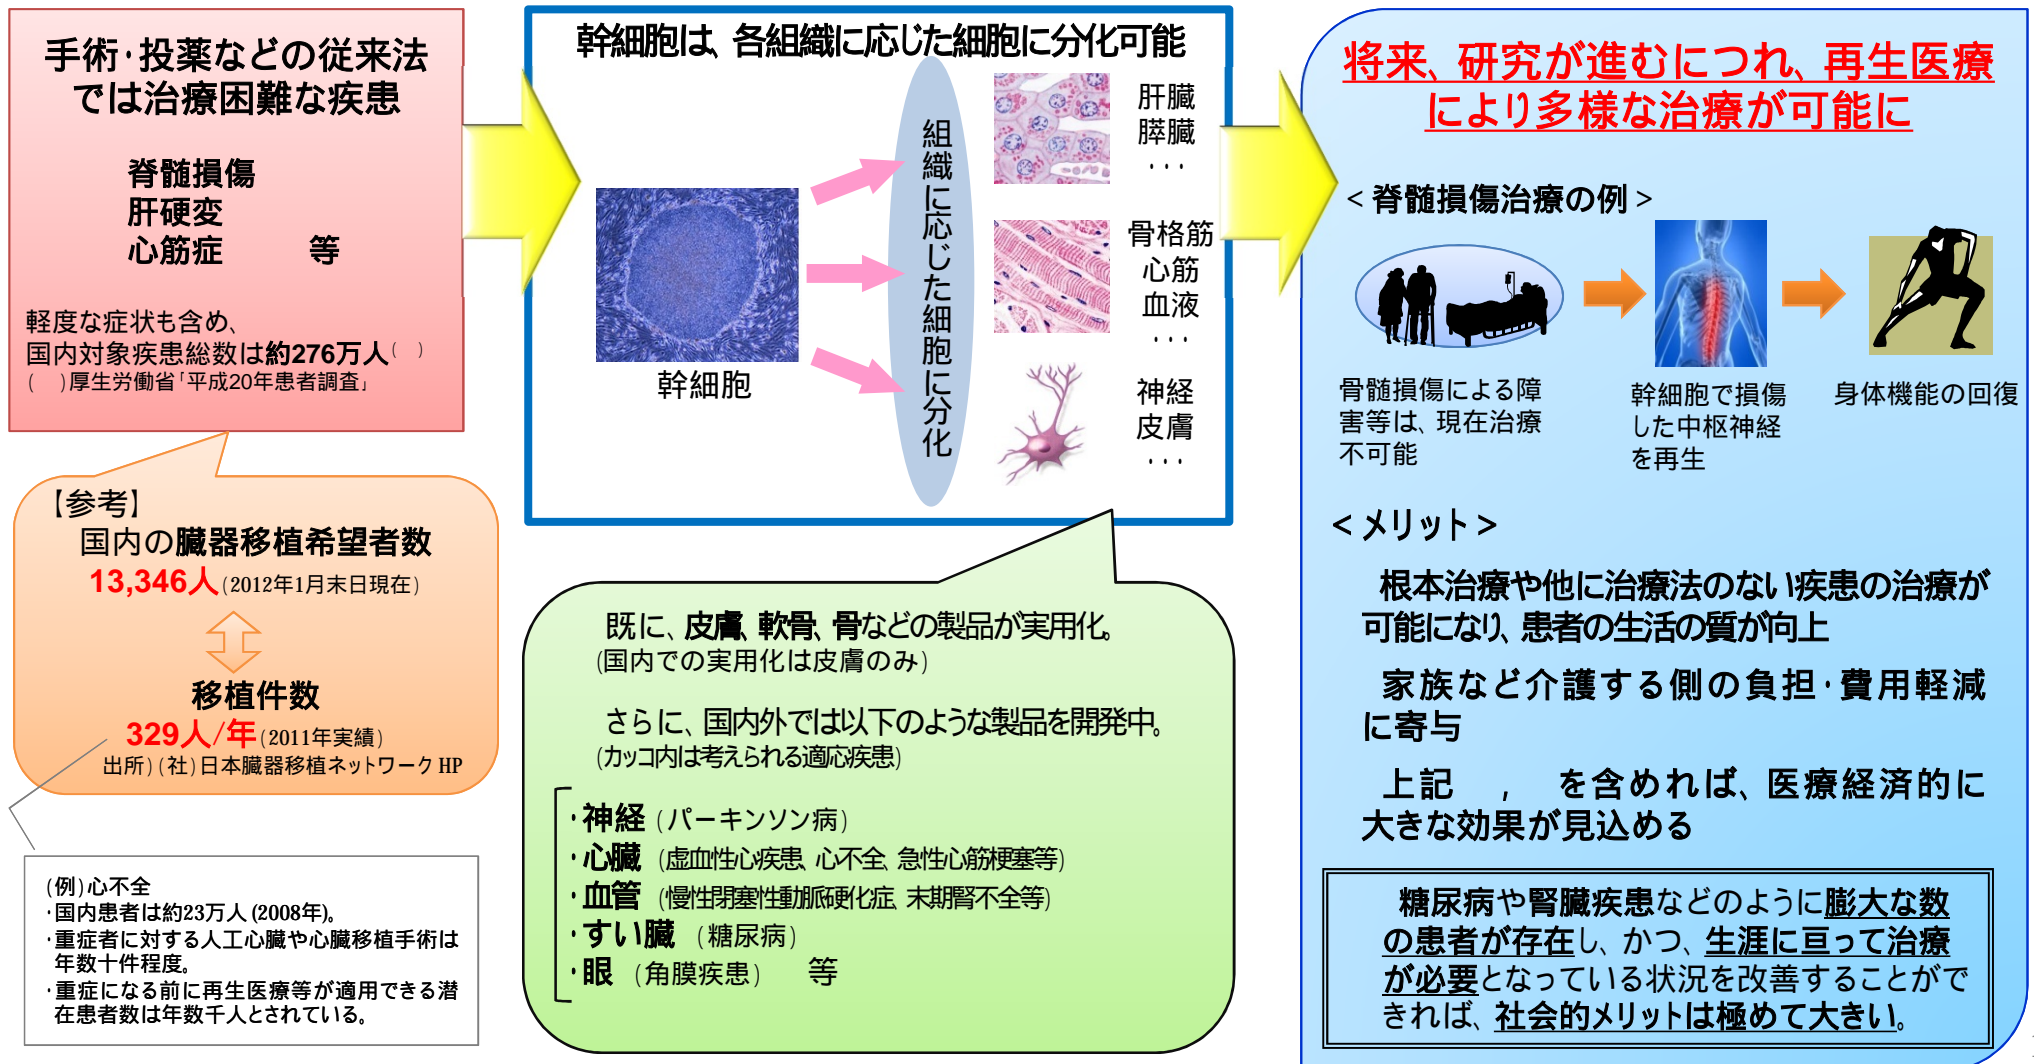 手術･投薬などの従来法
では治療困難な疾患
脊髄損傷
肝硬変
心筋症　　等
軽度な症状も含め、
国内対象疾患総数は約276万人(　)
(　)厚生労働省｢平成20年患者調査｣
【参考】
国内の臓器移植希望者数
13,346人(2012年1月末日現在)
移植件数
329人/年(2011年実績)
出所)(社)日本臓器移植ネットワークHP
(例)心不全
･国内患者は約23万人(2008年)。
･重症者に対する人工心臓や心臓移植手術は
年数十件程度。
･重症になる前に再生医療等が適用できる潜
在患者数は年数千人とされている。
幹細胞は、各組織に応じた細胞に分化可能
幹細胞
組織に応じた細胞に分化
肝臓
膵臓
･･･
骨格筋
心筋
血液
･･･
神経
皮膚
･･･
既に、皮膚、軟骨、骨などの製品が実用化。
(国内での実用化は皮膚のみ)
さらに、国内外では以下のような製品を開発中。
(カッコ内は考えられる適応疾患)
･神経(パーキンソン病)
･心臓(虚血性心疾患、心不全、急性心筋梗塞等)
･血管(慢性閉塞性動脈硬化症、末期腎不全等)
･すい臓(糖尿病)
･眼(角膜疾患)　等
将来、研究が進むにつれ、再生医療
により多様な治療が可能に
<脊髄損傷治療の例>
骨髄損傷による障
害等は、現在治療
不可能
幹細胞で損傷
した中枢神経
を再生
身体機能の回復
<メリット>
根本治療や他に治療法のない疾患の治療が
可能になり、患者の生活の質が向上
家族など介護する側の負担･費用軽減
に寄与
上記　,　を含めれば、医療経済的に
大きな効果が見込める
糖尿病や腎臓疾患などのように膨大な数
の患者が存在し、かつ、生涯に亘って治療
が必要となっている状況を改善することがで
きれば、社会的メリットは極めて大きい。